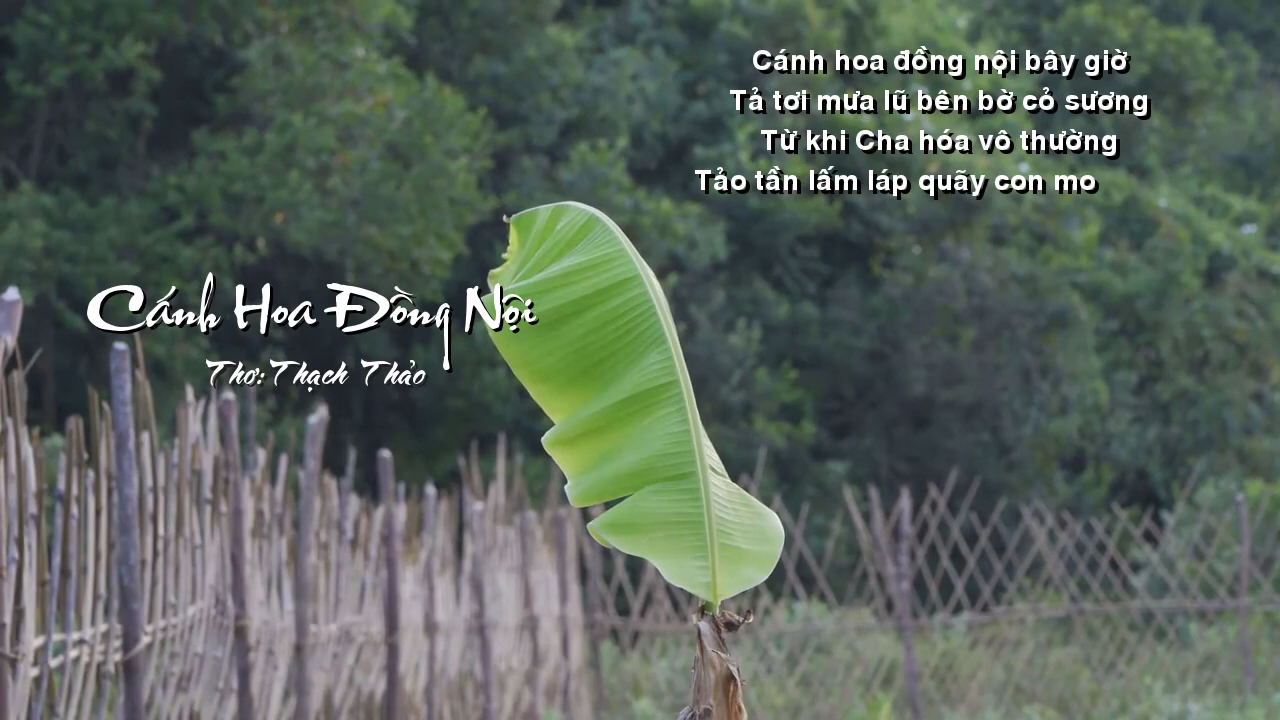 Cánh hoa đồng nội bây giờ
Tả tơi mưa lũ bên bờ cỏ sương
Từ khi Cha hóa vô thường
Tảo tần lấm láp quãy con mo
Cánh Hoa Đồng Nội
Thơ: Thạch Thảo